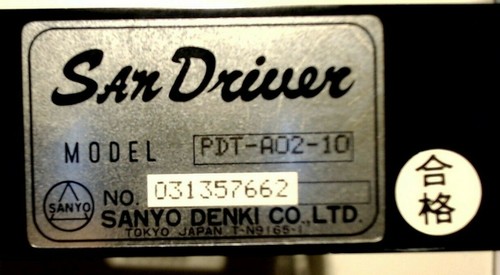 SAN Driver
MODEL PDT-A02-10
SANYO
NO. 031357662
SANYO DENKI CO.,LTD.
TOKYO JAPAN T-N9165-1
合格